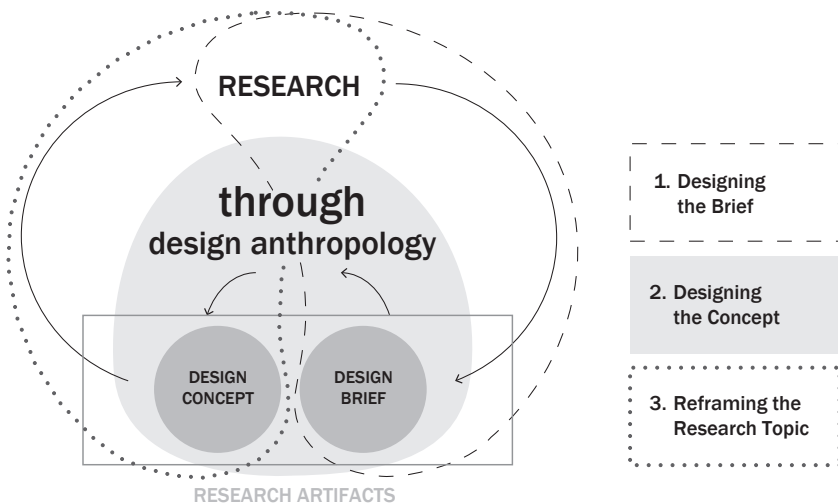 RESEARCH
through
design anthropology
DESIGN
CONCEPT
DESIGN
BRIEF
RESEARCH ARTIFACTS
1. Designing
the Brief
2. Designing
the Concept
3. Reframing the
Research Topic